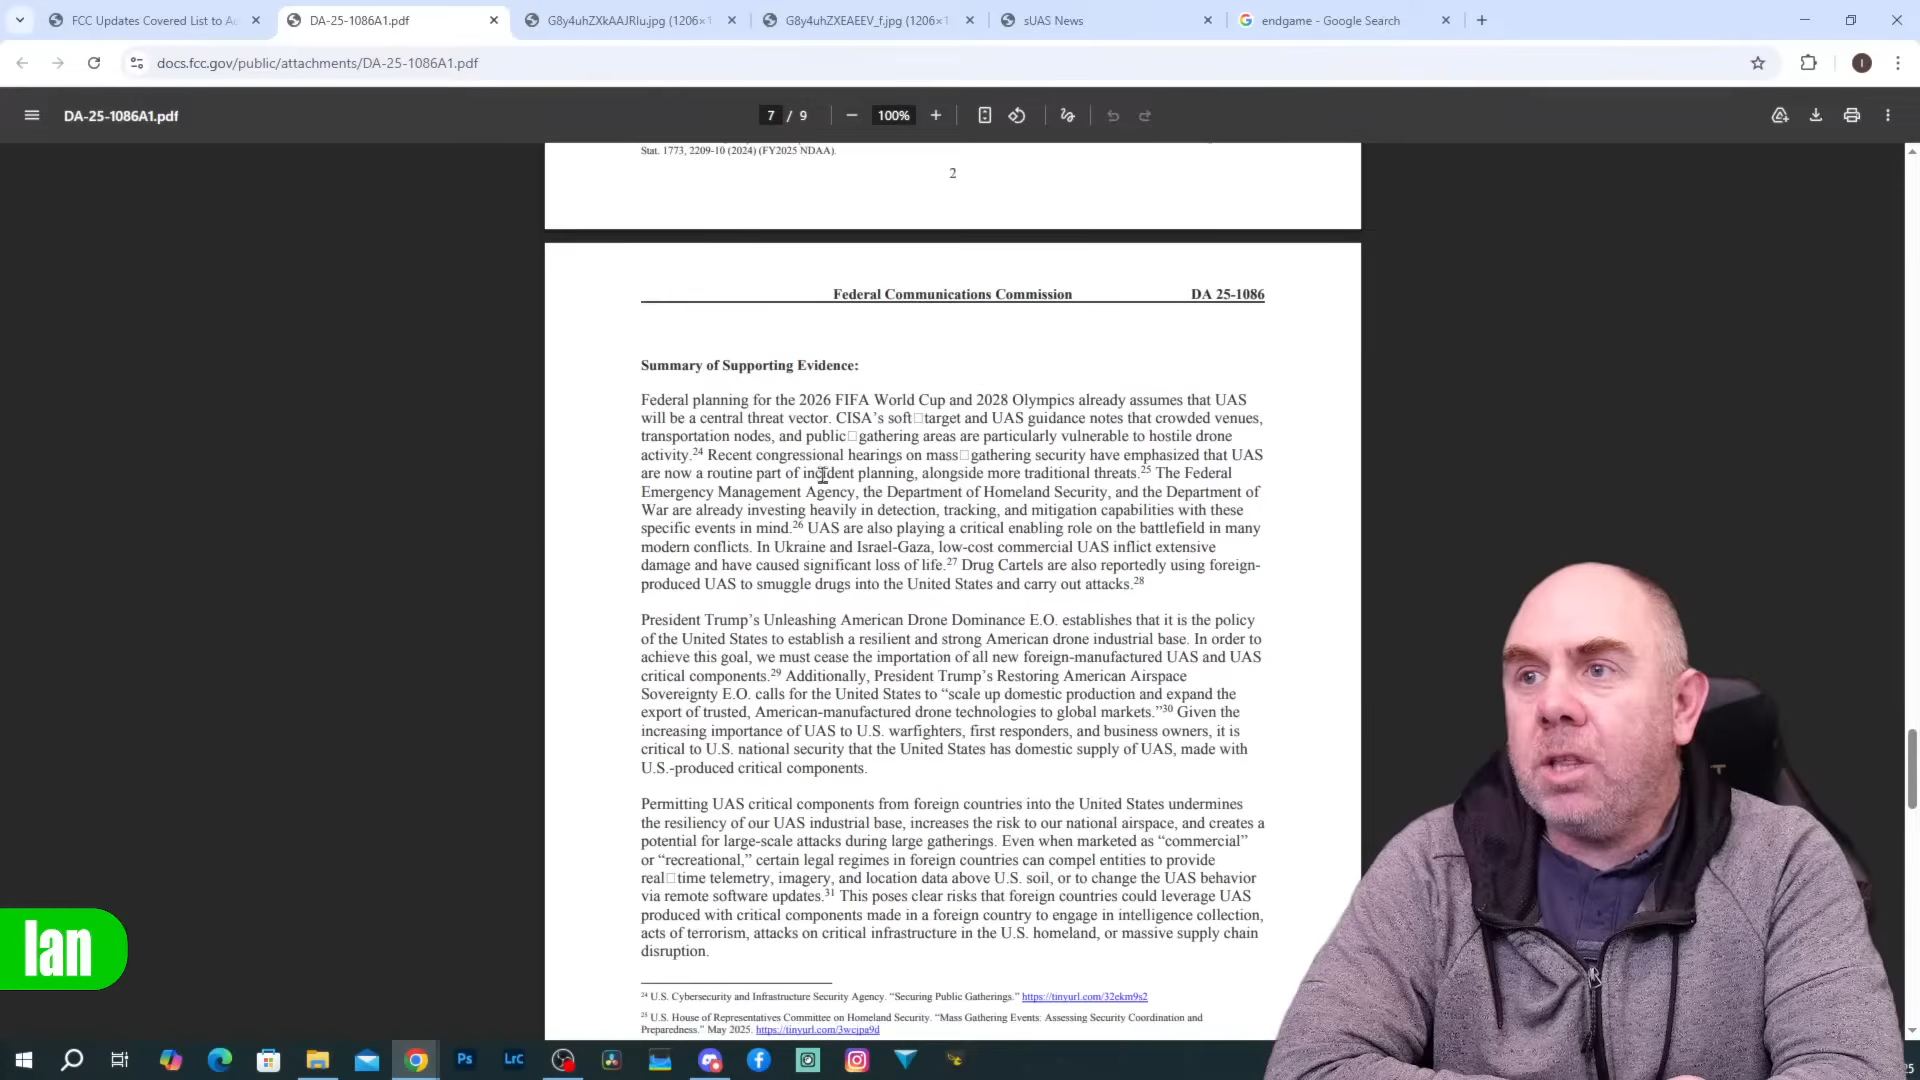 FCC Updates Covered List to Au
DA-25-1086A1.pdf
G8y4uhZXkAAJRlu.jpg (1206×1
G8y4uhZXEAEEV_f.jpg (1206×1
sUAS News
endgame - Google Search
docs.fcc.gov/public/attachments/DA-25-1086A1.pdf
I
DA-25-1086A1.pdf
7 / 9
100%
Stat. 1773, 2209-10 (2024) (FY2025 NDAA).
2
Federal Communications Commission DA 25-1086
Summary of Supporting Evidence:
Federal planning for the 2026 FIFA World Cup and 2028 Olympics already assumes that UAS
will be a central threat vector. CISA’s soft□target and UAS guidance notes that crowded venues,
transportation nodes, and public□gathering areas are particularly vulnerable to hostile drone
activity.24 Recent congressional hearings on mass□gathering security have emphasized that UAS
are now a routine part of incident planning, alongside more traditional threats.25 The Federal
Emergency Management Agency, the Department of Homeland Security, and the Department of
War are already investing heavily in detection, tracking, and mitigation capabilities with these
specific events in mind.26 UAS are also playing a critical enabling role on the battlefield in many
modern conflicts. In Ukraine and Israel-Gaza, low-cost commercial UAS inflict extensive
damage and have caused significant loss of life.27 Drug Cartels are also reportedly using foreign-
produced UAS to smuggle drugs into the United States and carry out attacks.28
President Trump’s Unleashing American Drone Dominance E.O. establishes that it is the policy
of the United States to establish a resilient and strong American drone industrial base. In order to
achieve this goal, we must cease the importation of all new foreign-manufactured UAS and UAS
critical components.29 Additionally, President Trump’s Restoring American Airspace
Sovereignty E.O. calls for the United States to “scale up domestic production and expand the
export of trusted, American-manufactured drone technologies to global markets.”30 Given the
increasing importance of UAS to U.S. warfighters, first responders, and business owners, it is
critical to U.S. national security that the United States has domestic supply of UAS, made with
U.S.-produced critical components.
Permitting UAS critical components from foreign countries into the United States undermines
the resiliency of our UAS industrial base, increases the risk to our national airspace, and creates a
potential for large-scale attacks during large gatherings. Even when marketed as “commercial”
or “recreational,” certain legal regimes in foreign countries can compel entities to provide
real□time telemetry, imagery, and location data above U.S. soil, or to change the UAS behavior
via remote software updates.31 This poses clear risks that foreign countries could leverage UAS
produced with critical components made in a foreign country to engage in intelligence collection,
acts of terrorism, attacks on critical infrastructure in the U.S. homeland, or massive supply chain
disruption.
24 U.S. Cybersecurity and Infrastructure Security Agency. “Securing Public Gatherings.” https://tinyurl.com/32ekm9s2
25 U.S. House of Representatives Committee on Homeland Security. “Mass Gathering Events: Assessing Security Coordination and
Preparedness.” May 2025. https://tinyurl.com/3wcjpa9d
Ian
Ps
LrC
25